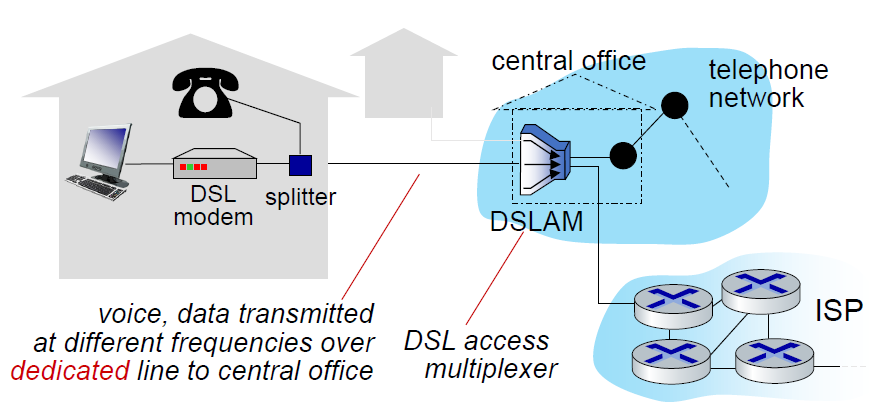 central office
telephone
network
DSL
modem
splitter
DSLAM
voice, data transmitted
at different frequencies over
dedicated line to central office
DSL access
multiplexer
ISP